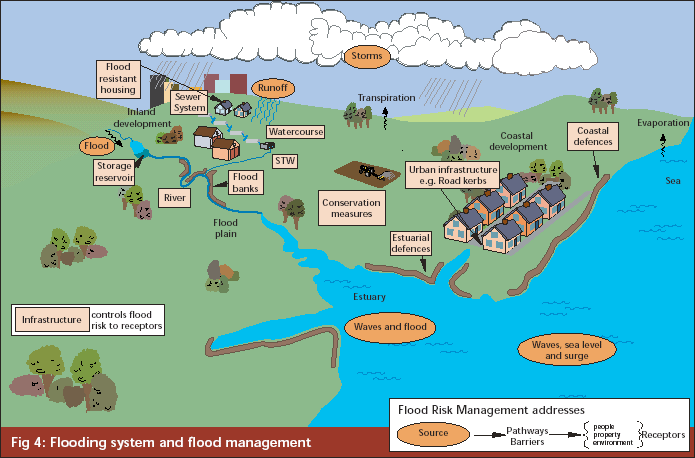 Storms
Flood
resistant
housing
Runoff
Sewer
System
Transpiration
Inland
development
Watercourse
Evaporation
Coastal
development
Coastal
defences
Flood
Storage
reservoir
STW
Urban infrastructure
e.g. Road kerbs
Sea
Flood
banks
River
Conservation
measures
Flood
plain
Estuarial
defences
Estuary
Infrastructure
controls flood
risk to receptors
Waves and flood
Waves, sea level
and surge
Flood Risk Management addresses
Source
Pathways
Barriers
people
property
environment
Receptors
Fig 4: Flooding system and flood management